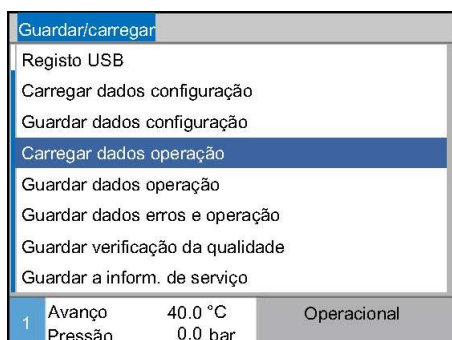 Guardar/carregar
Registo USB
Carregar dados configuração
Guardar dados configuração
Carregar dados operação
Guardar dados operação
Guardar dados erros e operação
Guardar verificação da qualidade
Guardar a inform. de serviço
1 Avanço 40.0 °C Operacional
Pressão 0.0 bar